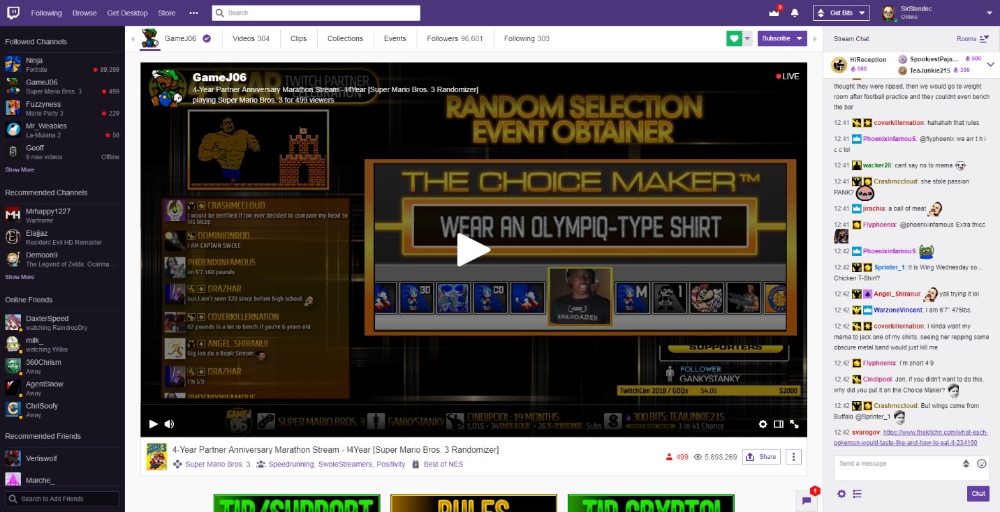 Following Browse Get Desktop Store ••• Search 5 Get Bits SirStendec
Online
Followed Channels
Ninja
Fortnite 89,399
GameJ06
Super Mario Bros. 3 499
Fuzzyness
Mario Party 3 229
Mr_Weables
La-Mulana 2 50
Geoff
6 new videos Offline
Show More
Recommended Channels
Mrhappy1227
Warframe
Elajjaz
Resident Evil HD Remaster
Demoon9
The Legend of Zelda: Ocarina...
Show More
Online Friends
DaxterSpeed
watching RaindropDry
milk_
watching Wilko
360Chrism
Away
AgentSnow
Away
ChriSoofy
Away
Recommended Friends
Verliswolf
Marche_
Search to Add Friends
GameJ06 Videos 304 Clips Collections Events Followers 96,601 Following 303 Subscribe
GameJ06
4-Year Partner Anniversary Marathon Stream - !4Year [Super Mario Bros. 3 Randomizer]
playing Super Mario Bros. 3 for 499 viewers
LIVE
TWITCH PARTNER
CELEBRATION
RANDOM SELECTION
EVENT OBTAINER
THE CHOICE MAKER™
WEAR AN OLYMPIQ-TYPE SHIRT
3D
CD
RAILROADER
CRASHMCCLOUD
I would be terrified if Jon ever decided to compare my head to
his bicep
DOMINIONROD
I AM CAPTAIN SWOLE
PHOENIXINFAMOUS
im 5'7 160 pounds
DRAZHAR
but I ain't seen 120 since before high school
COVERKILLERNATION
82 pounds is a lot to bench if you're 6 years old
ANGEL_SHIRANUI
Big Jon do a BopIt Stream
DRAZHAR
I'm 5'9
PHOENIXINFAMOUS
SUPPORTERS
FOLLOWER
GANKYSTANKY
TwitchCon 2018 / GDQx $4.06 $2000
SUPER MARIO BROS. 3
GANKYSTANKY
CINDIPOOL: 19 MONTHS
1,015 - 34 DELUXE - 26 X-TREME Subs
300 BITS: TEAJUNKIE215
INSTANT WIN 1 in 41 Chance
4-Year Partner Anniversary Marathon Stream - !4Year [Super Mario Bros. 3 Randomizer]
Super Mario Bros. 3 Speedrunning, SwoleStreamers, Positivity Best of NES
499 5,893,269 Share
TIP/SUPPORT RULES TIP CRYPTO!
1
Stream Chat Rooms
HiReception
500
SpookiestPaja... 500
TeaJunkie215 300
thought they were ripped, then we would go to weight
room after football practice and they couldnt even bench
the bar
12:41 coverkillernation: hahahah that rules
12:41 PhoenixinfamouS: @flyphoenix we arr t h i
c c lol
12:41 wacker28: cant say no to mama
12:41 Crashmccloud: she stole passion
PANK?
12:41 jirachia: a ball of meat
12:41 Flyphoenix: @phoenixinfamous Extra thicc
12:42 PhoenixinfamouS:
12:42 Sprinter_1: It is Wing Wednesday so...
Chicken T-Shirt?
12:42 Angel_Shiranui: yall trying it lol
12:42 WarzoneVincent: I am 6'7" 475lbs.
12:42 coverkillernation: i kinda want my
mama to jack one of my shirts. seeing her repping some
obscure metal band would just kill me
12:42 Flyphoenix: I'm short 4'9
12:42 Cindipool: Jon, if you didn't want to do this,
why did you put it on the Choice Maker?
12:42 Crashmccloud: But wings come from
Buffalo @Sprinter_1
12:42 svarogov: https://www.thekitchn.com/what-each-
pokemon-would-taste-like-and-how-to-eat-it-234100
Send a message
Chat